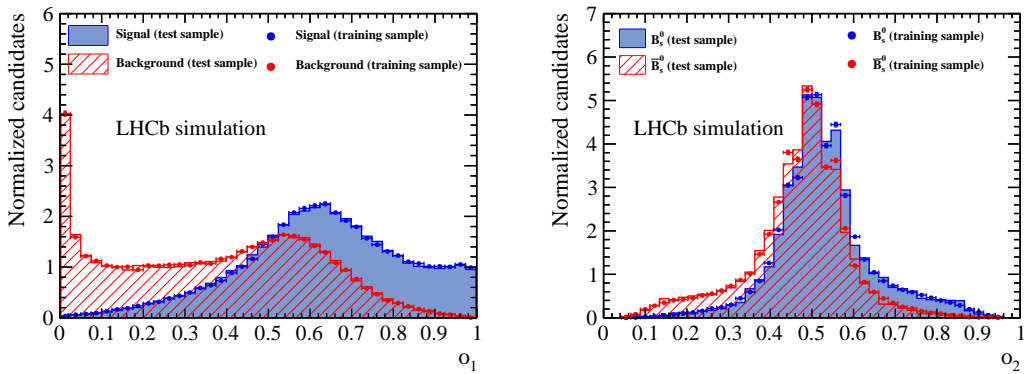 Normalized candidates
6
5
4
3
2
1
0
Signal (test sample)
Signal (training sample)
Background (test sample)
Background (training sample)
LHCb simulation
0 0.1 0.2 0.3 0.4 0.5 0.6 0.7 0.8 0.9 1
o₁
Normalized candidates
7
6
5
4
3
2
1
0
B⁰ₛ (test sample)
B⁰ₛ (training sample)
B̅⁰ₛ (test sample)
B̅⁰ₛ (training sample)
LHCb simulation
0 0.1 0.2 0.3 0.4 0.5 0.6 0.7 0.8 0.9 1
o₂